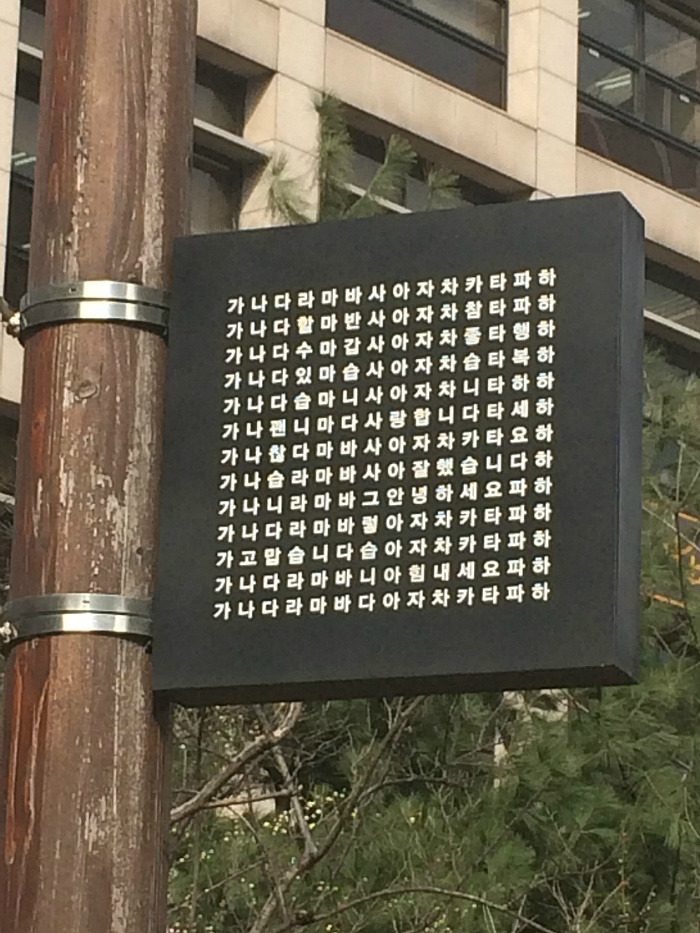 가 나 다 라 마 바 사 아 자 차 카 타 파 하
가 나 다 할 마 반 사 아 자 차 참 타 파 하
가 나 다 수 마 갑 사 아 자 차 좋 타 행 하
가 나 다 있 마 습 사 아 자 차 습 타 복 하
가 나 다 습 마 니 사 아 자 차 니 타 하 하
가 나 괜 니 마 다 사 랑 합 니 다 타 세 하
가 나 찮 다 마 바 사 아 자 차 카 타 요 하
가 나 습 라 마 바 사 아 잘 했 습 니 다 하
가 나 니 라 마 바 그 안 녕 하 세 요 파 하
가 나 다 라 마 바 렇 아 자 차 카 타 파 하
가 고 맙 습 니 다 습 아 자 차 카 타 파 하
가 나 다 라 마 바 니 아 힘 내 세 요 파 하
가 나 다 라 마 바 다 아 자 차 카 타 파 하